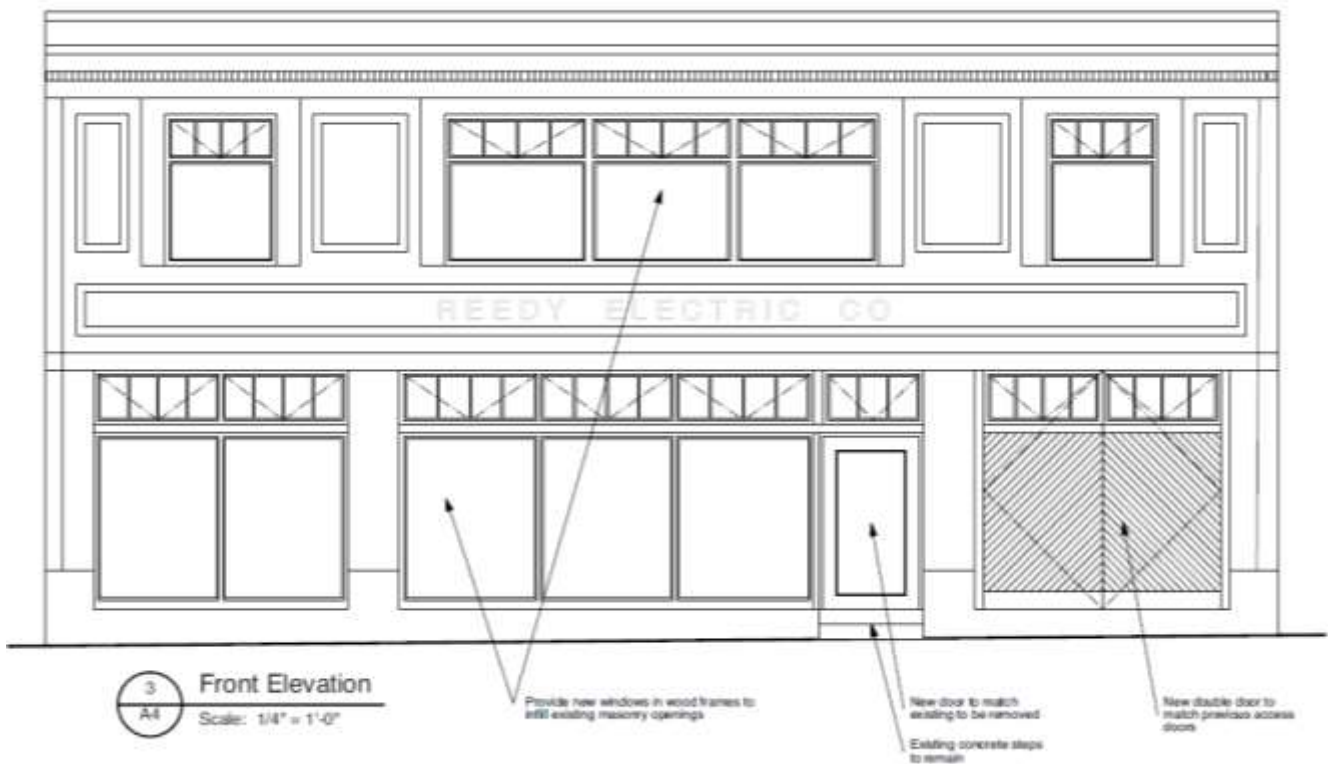 REEDY ELECTRIC CO
3
A4
Front Elevation
Scale: 1/4" = 1'-0"
Provide new windows in wood frames to
infill existing masonry openings
New door to match
existing to be removed
Existing concrete steps
to remain
New double door to
match previous access
doors